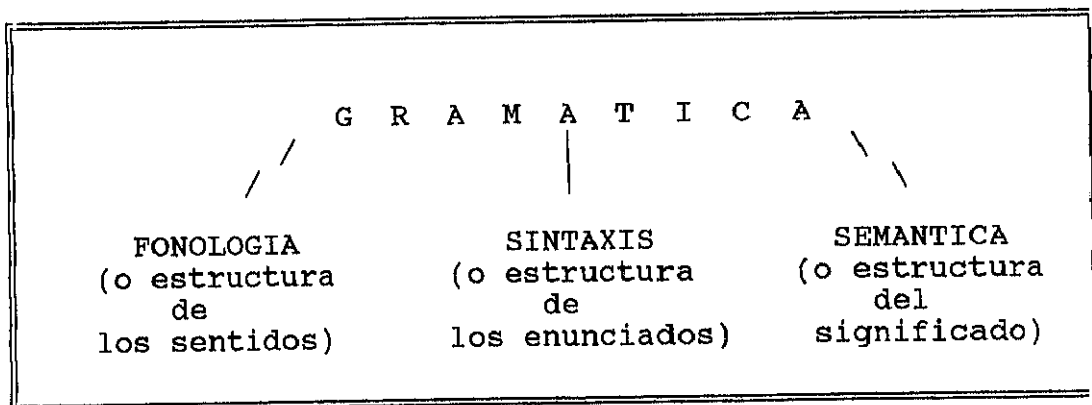 G R A M A T I C A
FONOLOGIA
(o estructura
de
los sentidos)
SINTAXIS
(o estructura
de
los enunciados)
SEMANTICA
(o estructura
del
significado)